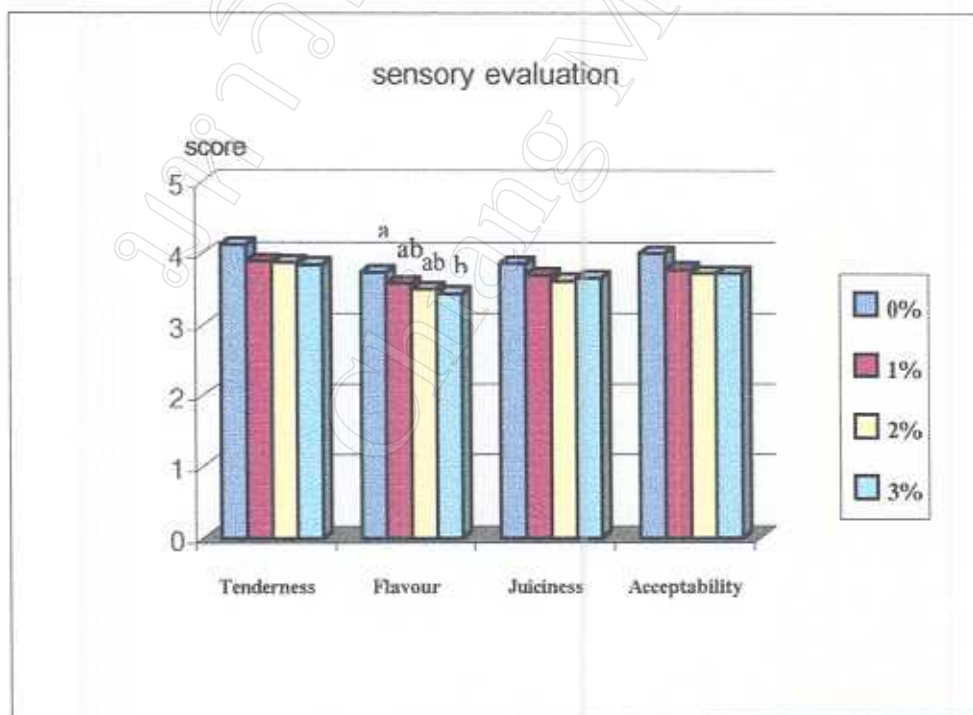 sensory evaluation
score
5
4
3
2
1
0
a
ab
ab
b
Tenderness Flavour Juiciness Acceptability
0%
1%
2%
3%